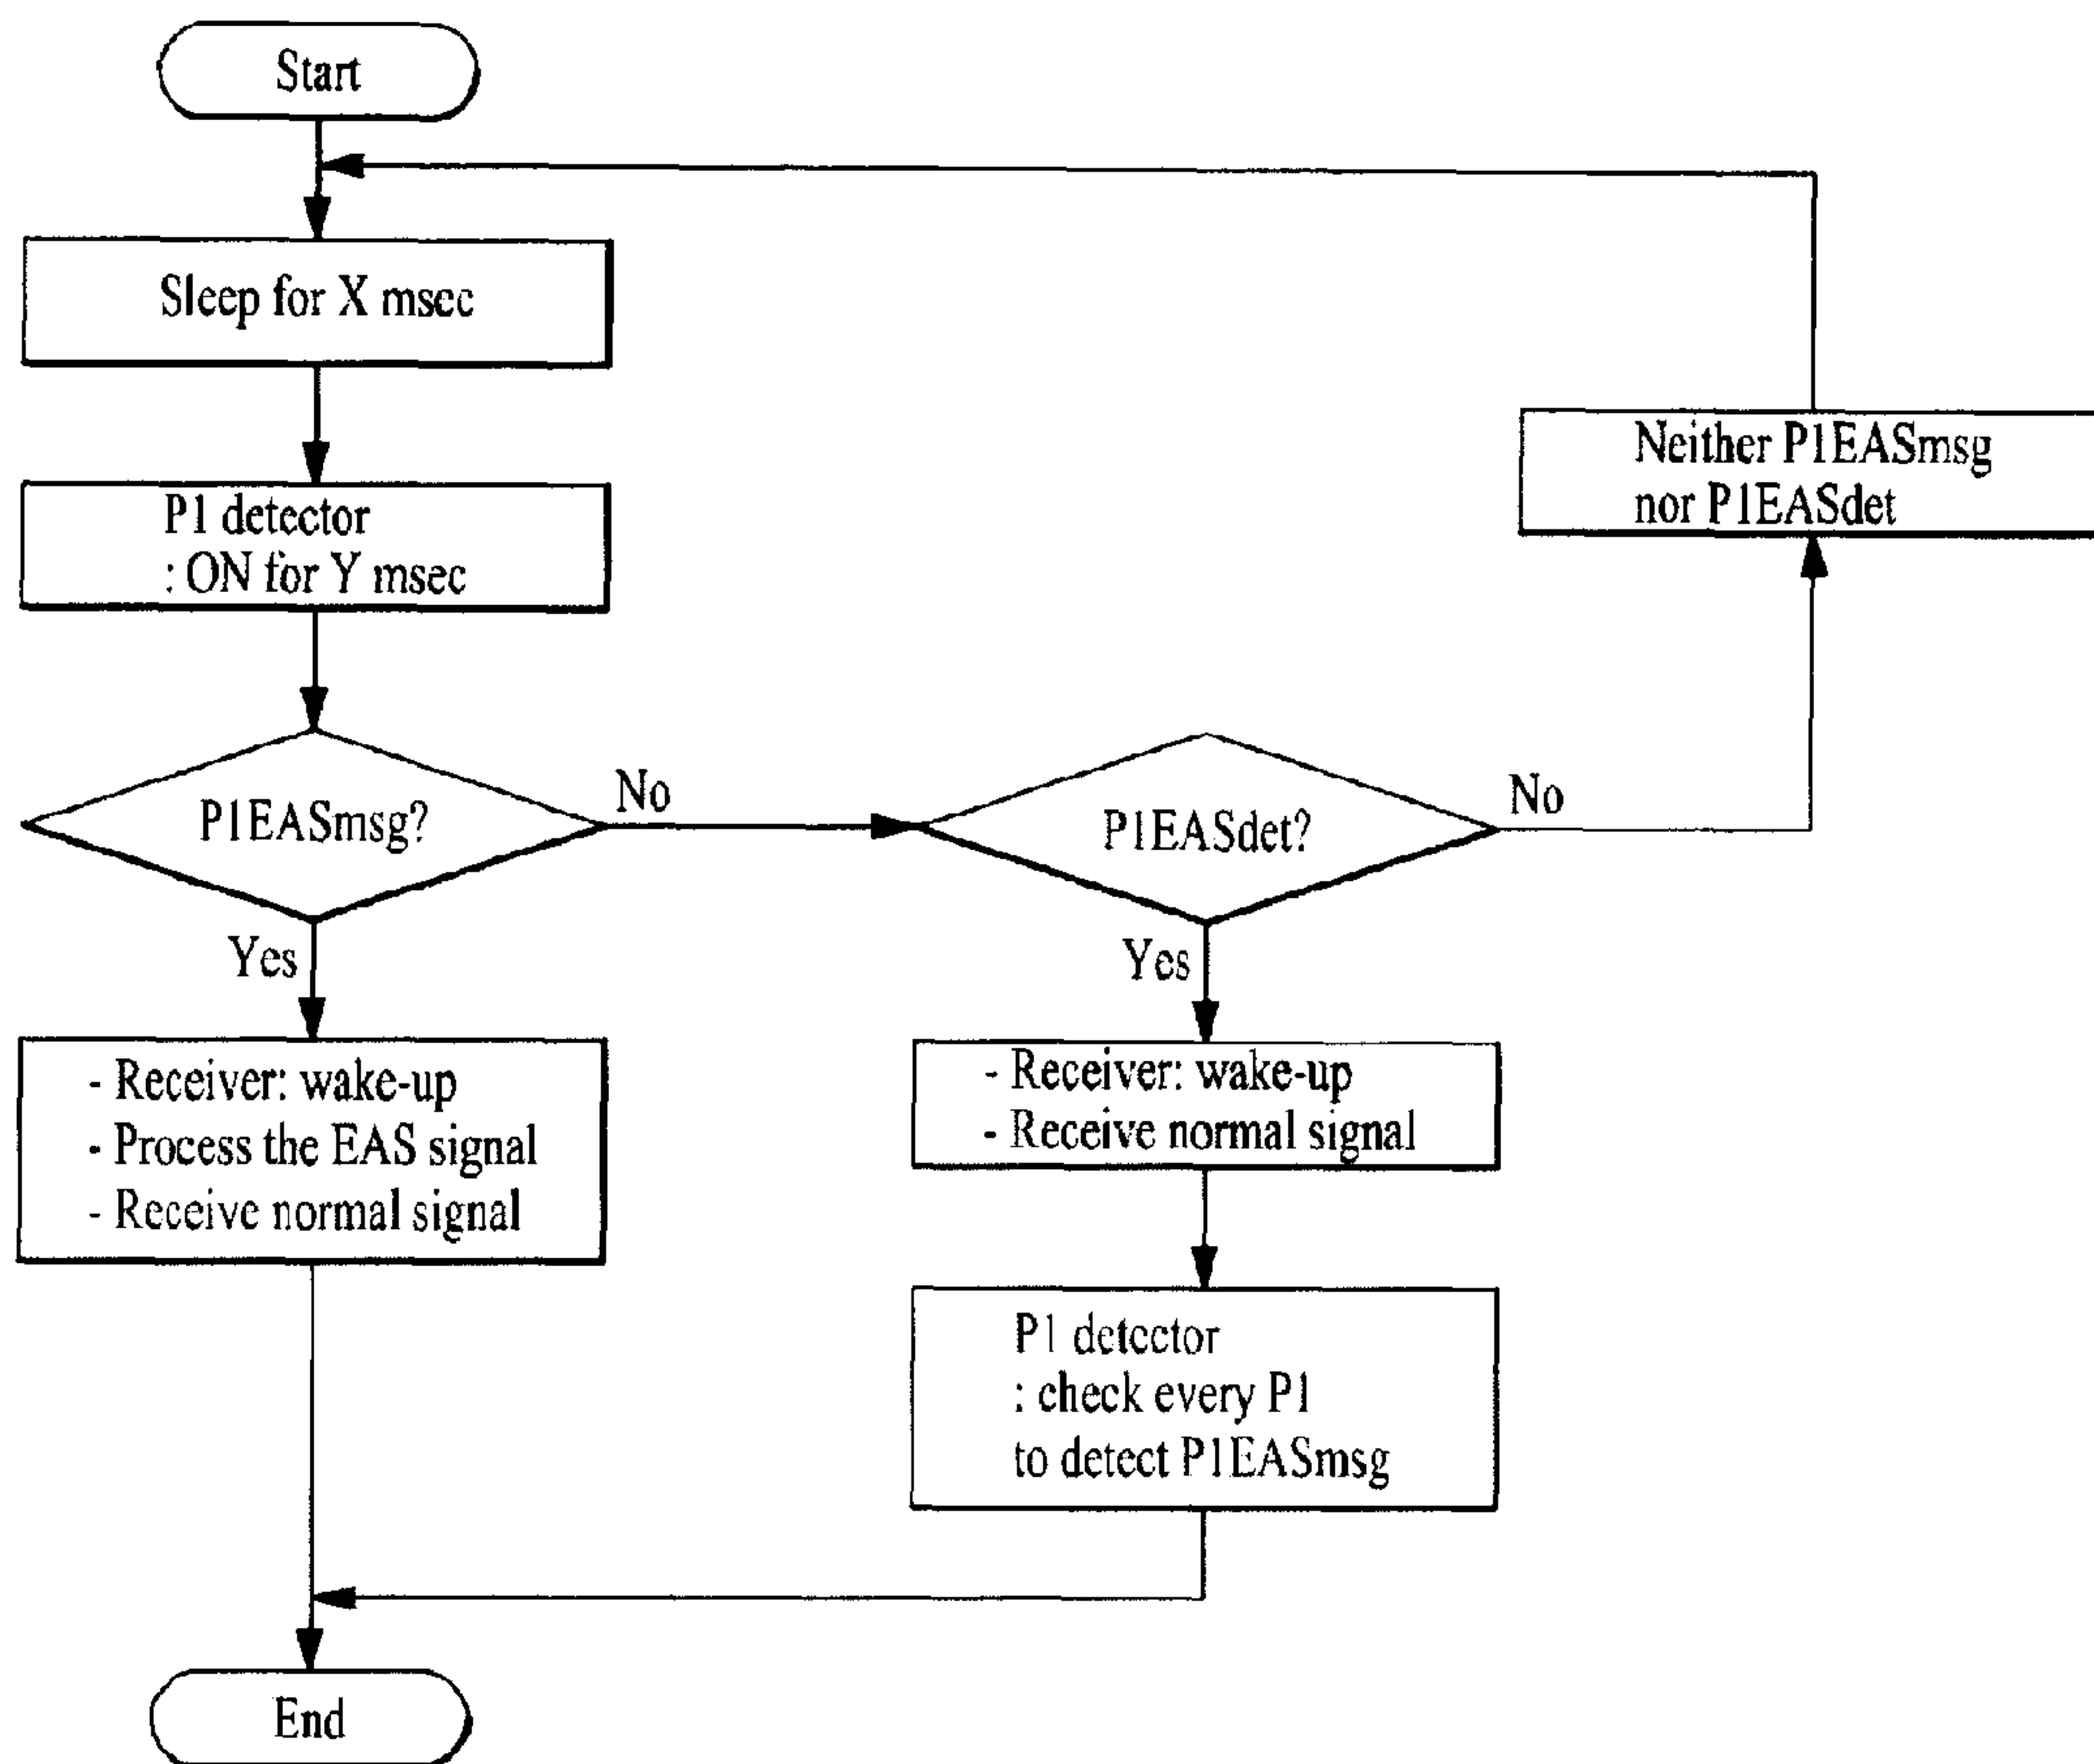 Start
Sleep for X msec
P1 detector
: ON for Y msec
Neither P1EASmsg
nor P1EASdet
P1EASmsg?
No
P1EASdet?
No
Yes
Yes
- Receiver: wake-up
- Process the EAS signal
- Receive normal signal
- Receiver: wake-up
- Receive normal signal
P1 detector
: check every P1
to detect P1EASmsg
End